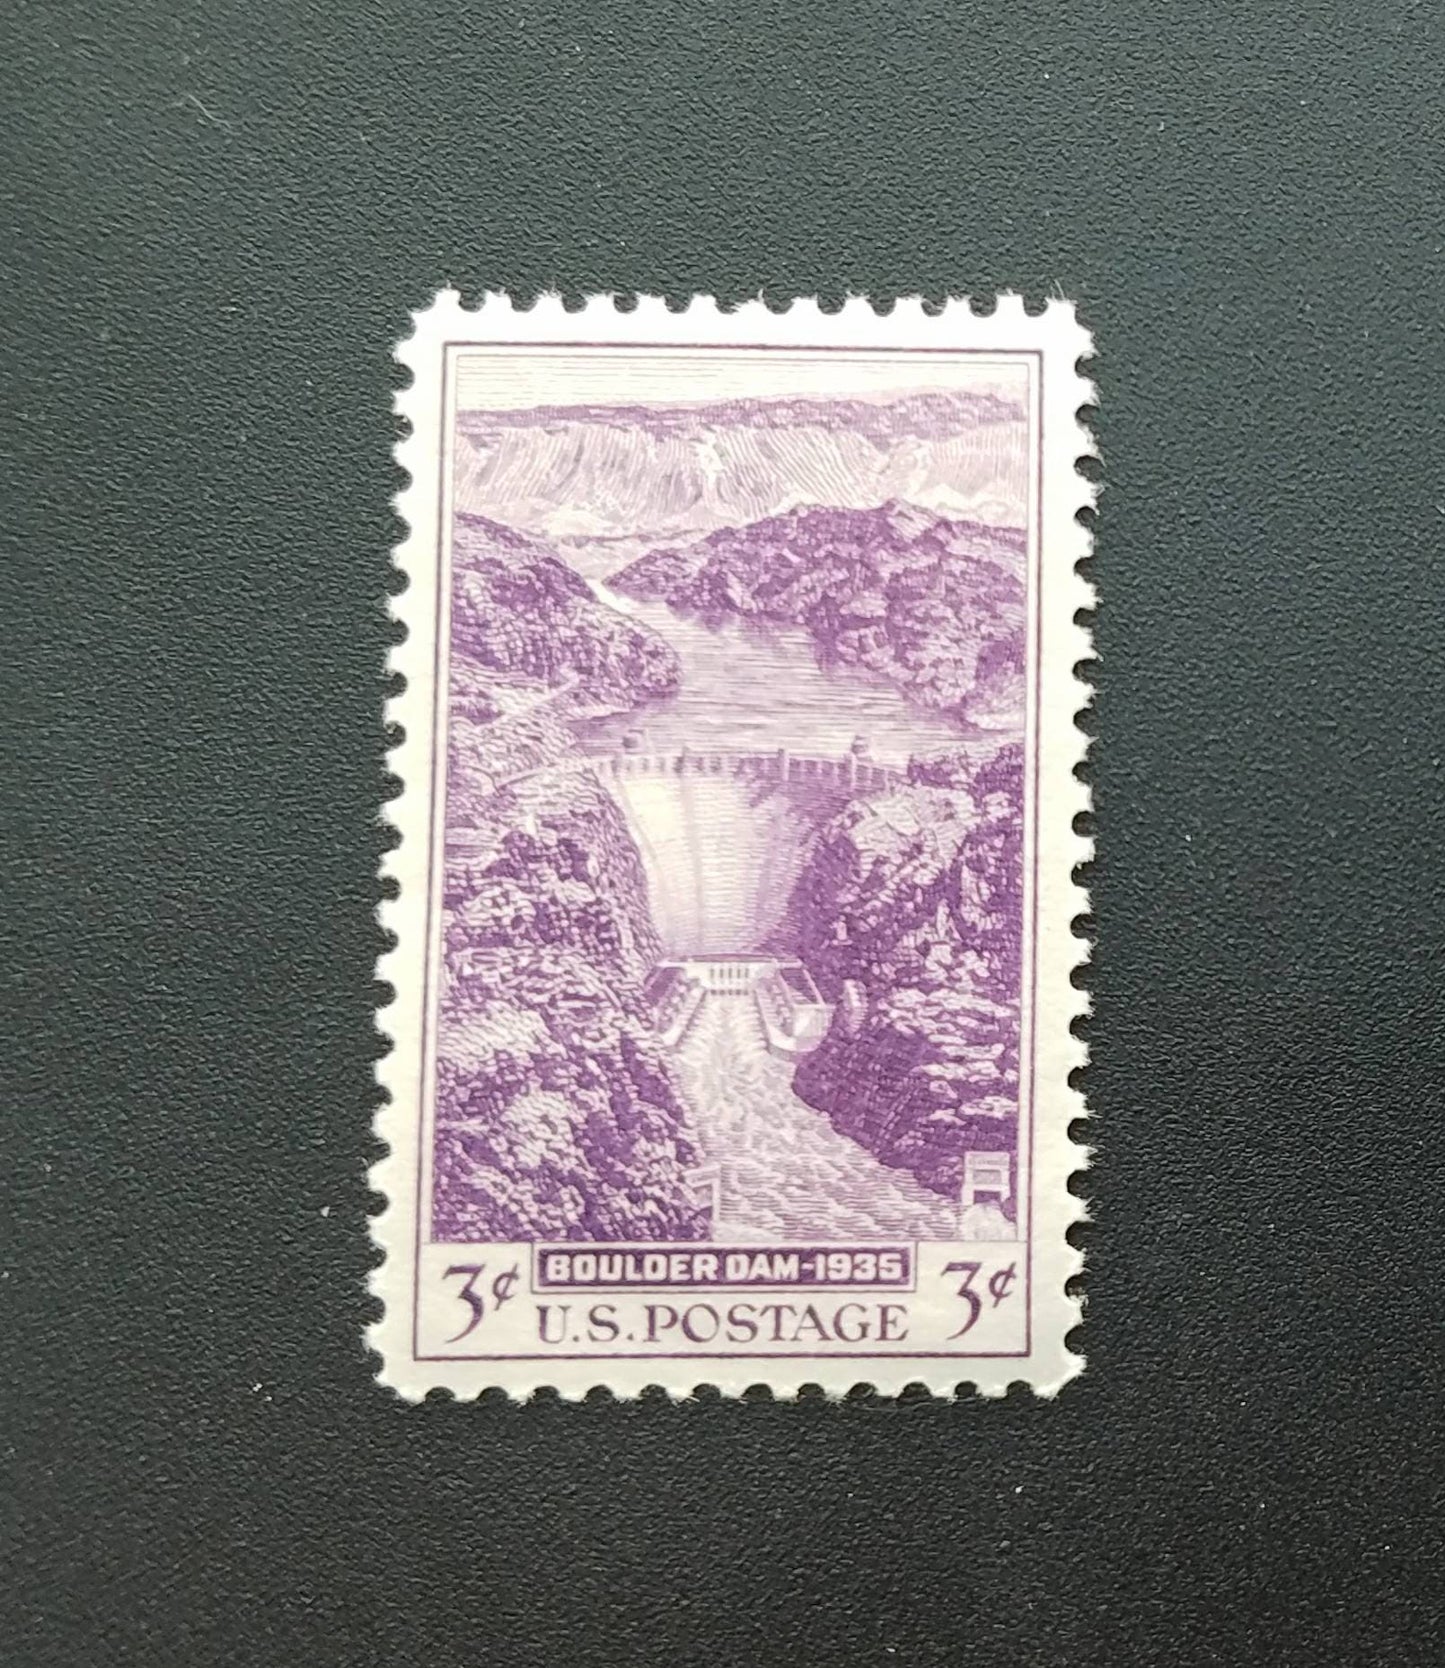 BOULDER DAM-1935
3¢ U.S. POSTAGE 3¢